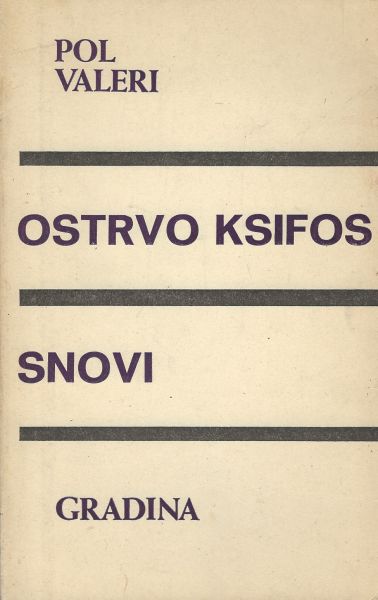 POL
VALERI
OSTRVO KSIFOS
SNOVI
GRADINA